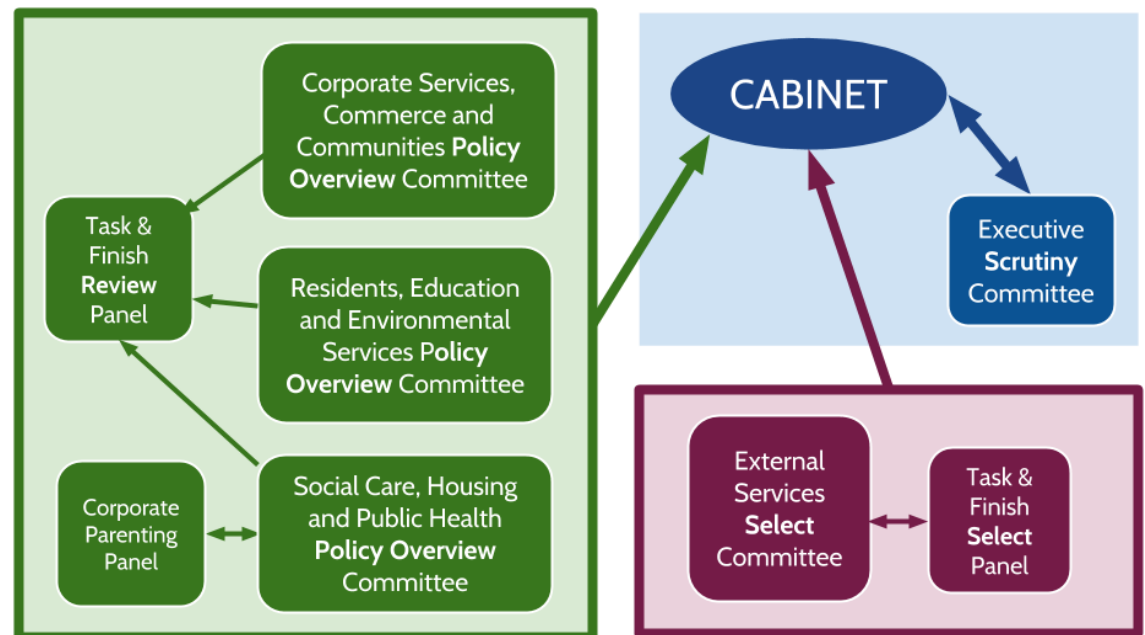 Corporate Services,
Commerce and
Communities Policy
Overview Committee
Task &
Finish
Review
Panel
Residents, Education
and Environmental
Services Policy
Overview Committee
Corporate
Parenting
Panel
Social Care, Housing
and Public Health
Policy Overview
Committee
CABINET
Executive
Scrutiny
Committee
External
Services
Select
Committee
Task &
Finish
Select
Panel